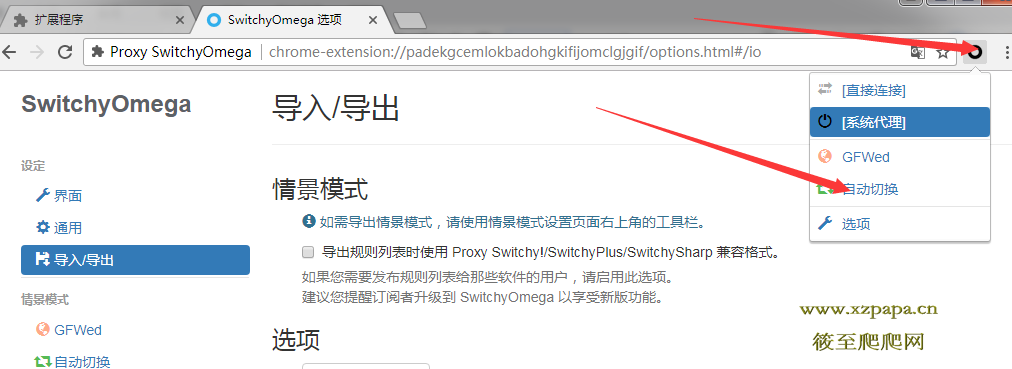 扩展程序
SwitchyOmega 选项
Proxy SwitchyOmega
chrome-extension://padekgcemlokbadohgkifijomclgjgif/options.html#/io
SwitchyOmega
设定
界面
通用
导入/导出
情景模式
GFWed
自动切换
导入/导出
情景模式
如需导出情景模式，请使用情景模式设置页面右上角的工具栏。
导出规则列表时使用 Proxy Switchy!/SwitchyPlus/SwitchySharp 兼容格式。
如果您需要发布规则列表给那些软件的用户，请启用此选项。
建议您提醒订阅者升级到 SwitchyOmega 以享受新版功能。
选项
[直接连接]
[系统代理]
GFWed
自动切换
选项
www.xzpapa.cn
筱至爬爬网